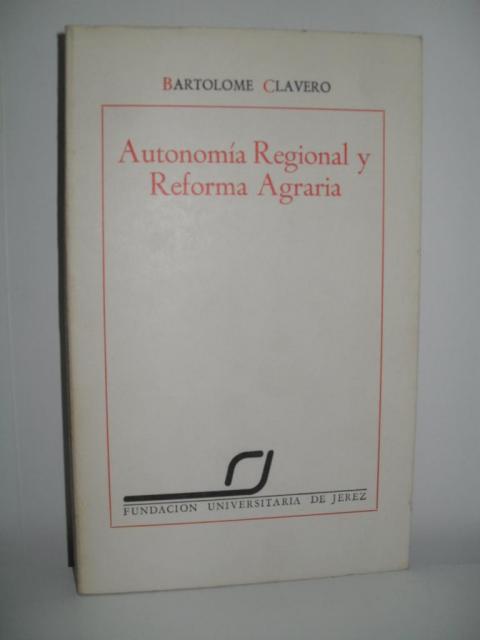 BARTOLOME CLAVERO
Autonomía Regional y
Reforma Agraria
FUNDACION UNIVERSITARIA DE JEREZ